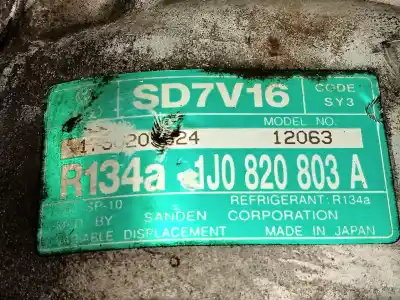 SD7V16
CODE
SY3
MODEL NO.
12063
R134a 1J0 820 803 A
SP-10
REFRIGERANT: R134a
BY SANDEN CORPORATION
DISPLACEMENT MADE IN JAPAN